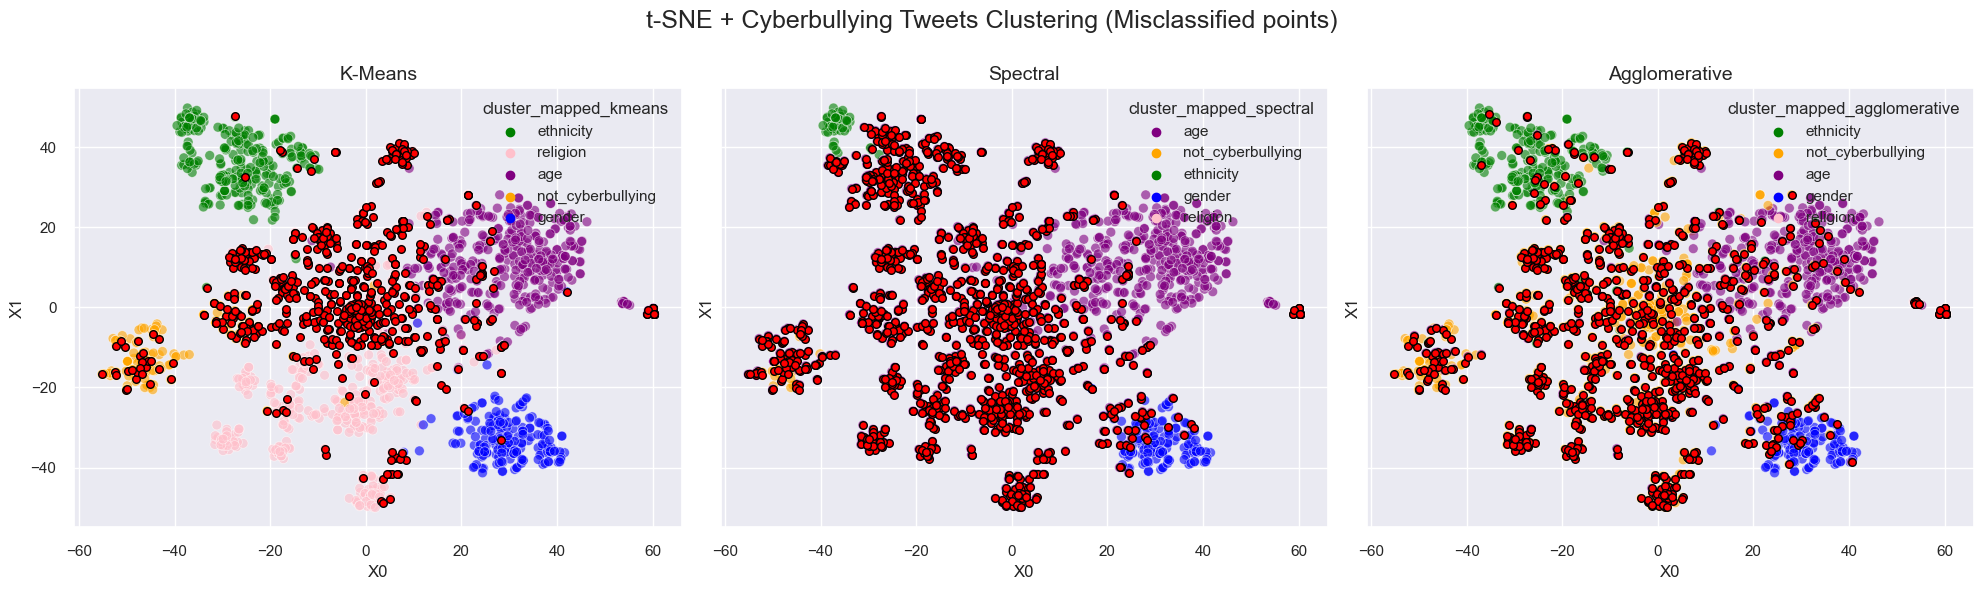 t-SNE + Cyberbullying Tweets Clustering (Misclassified points)
K-Means
cluster_mapped_kmeans
ethnicity
religion
age
not_cyberbullying
gender
X1
40
20
0
−20
−40
−60
−40
−20
0
20
40
60
X0
Spectral
cluster_mapped_spectral
age
not_cyberbullying
ethnicity
gender
religion
X1
−60
−40
−20
0
20
40
60
X0
Agglomerative
cluster_mapped_agglomerative
ethnicity
not_cyberbullying
age
gender
religion
X1
−60
−40
−20
0
20
40
60
X0